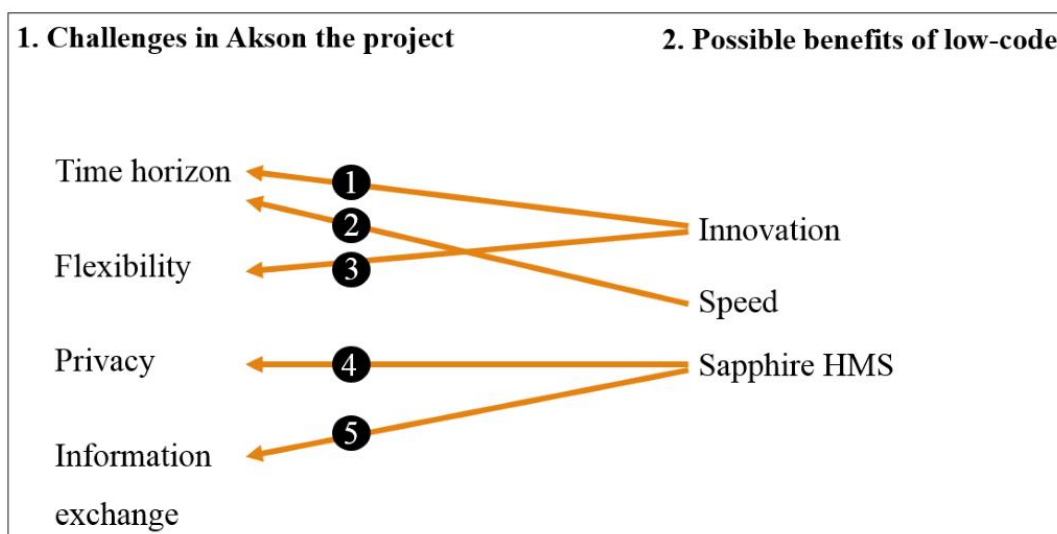 1. Challenges in Akson the project
2. Possible benefits of low-code
Time horizon
Flexibility
Privacy
Information
exchange
1
2
3
4
5
Innovation
Speed
Sapphire HMS